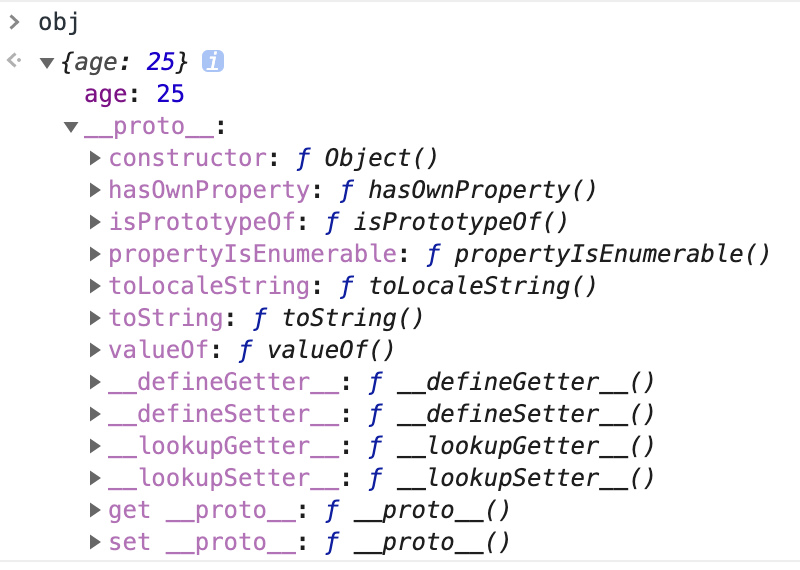 > obj
{age: 25} i
age: 25
__proto__:
constructor: ƒ Object()
hasOwnProperty: ƒ hasOwnProperty()
isPrototypeOf: ƒ isPrototypeOf()
propertyIsEnumerable: ƒ propertyIsEnumerable()
toLocaleString: ƒ toLocaleString()
toString: ƒ toString()
valueOf: ƒ valueOf()
__defineGetter__: ƒ __defineGetter__()
__defineSetter__: ƒ __defineSetter__()
__lookupGetter__: ƒ __lookupGetter__()
__lookupSetter__: ƒ __lookupSetter__()
get __proto__: ƒ __proto__()
set __proto__: ƒ __proto__()